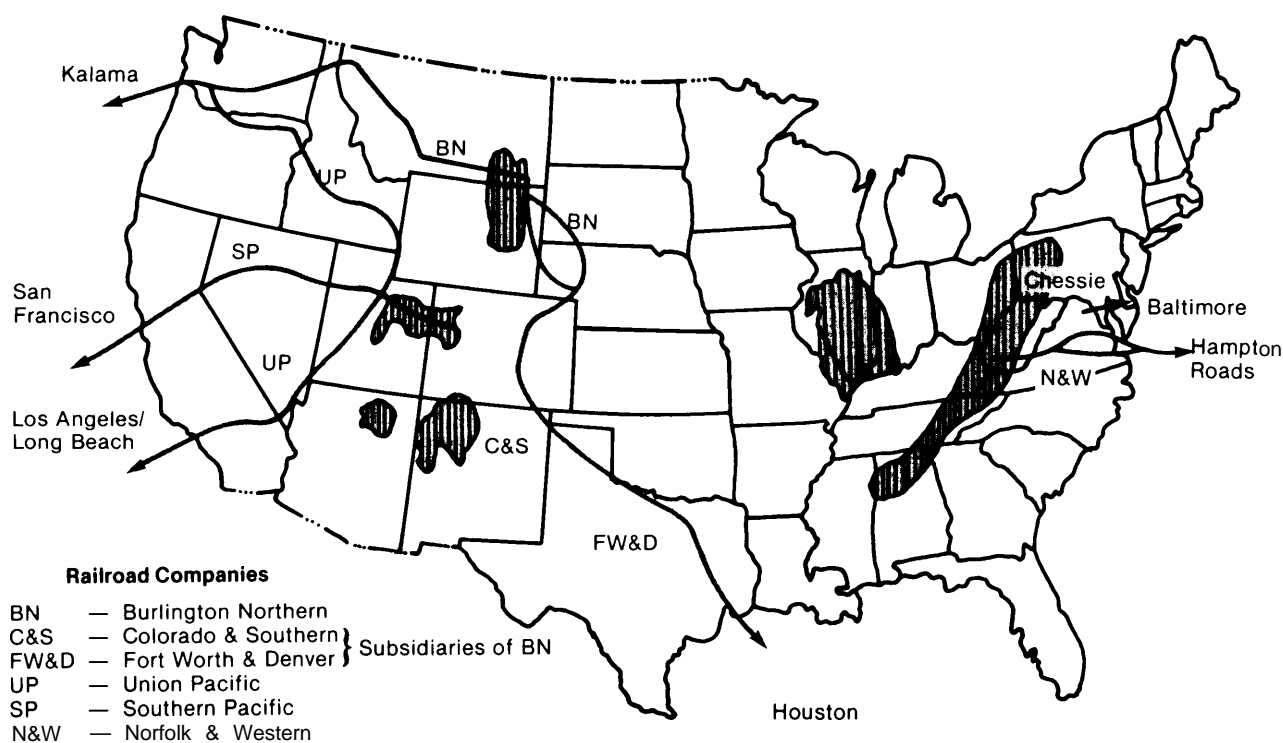 Kalama
BN
UP
BN
SP
San
Francisco
Chessie
Baltimore
UP
Hampton
Roads
N&W
Los Angeles/
Long Beach
C&S
FW&D
Railroad Companies
BN — Burlington Northern
C&S — Colorado & Southern
FW&D — Fort Worth & Denver } Subsidiaries of BN
UP — Union Pacific
SP — Southern Pacific
N&W — Norfolk & Western
Houston